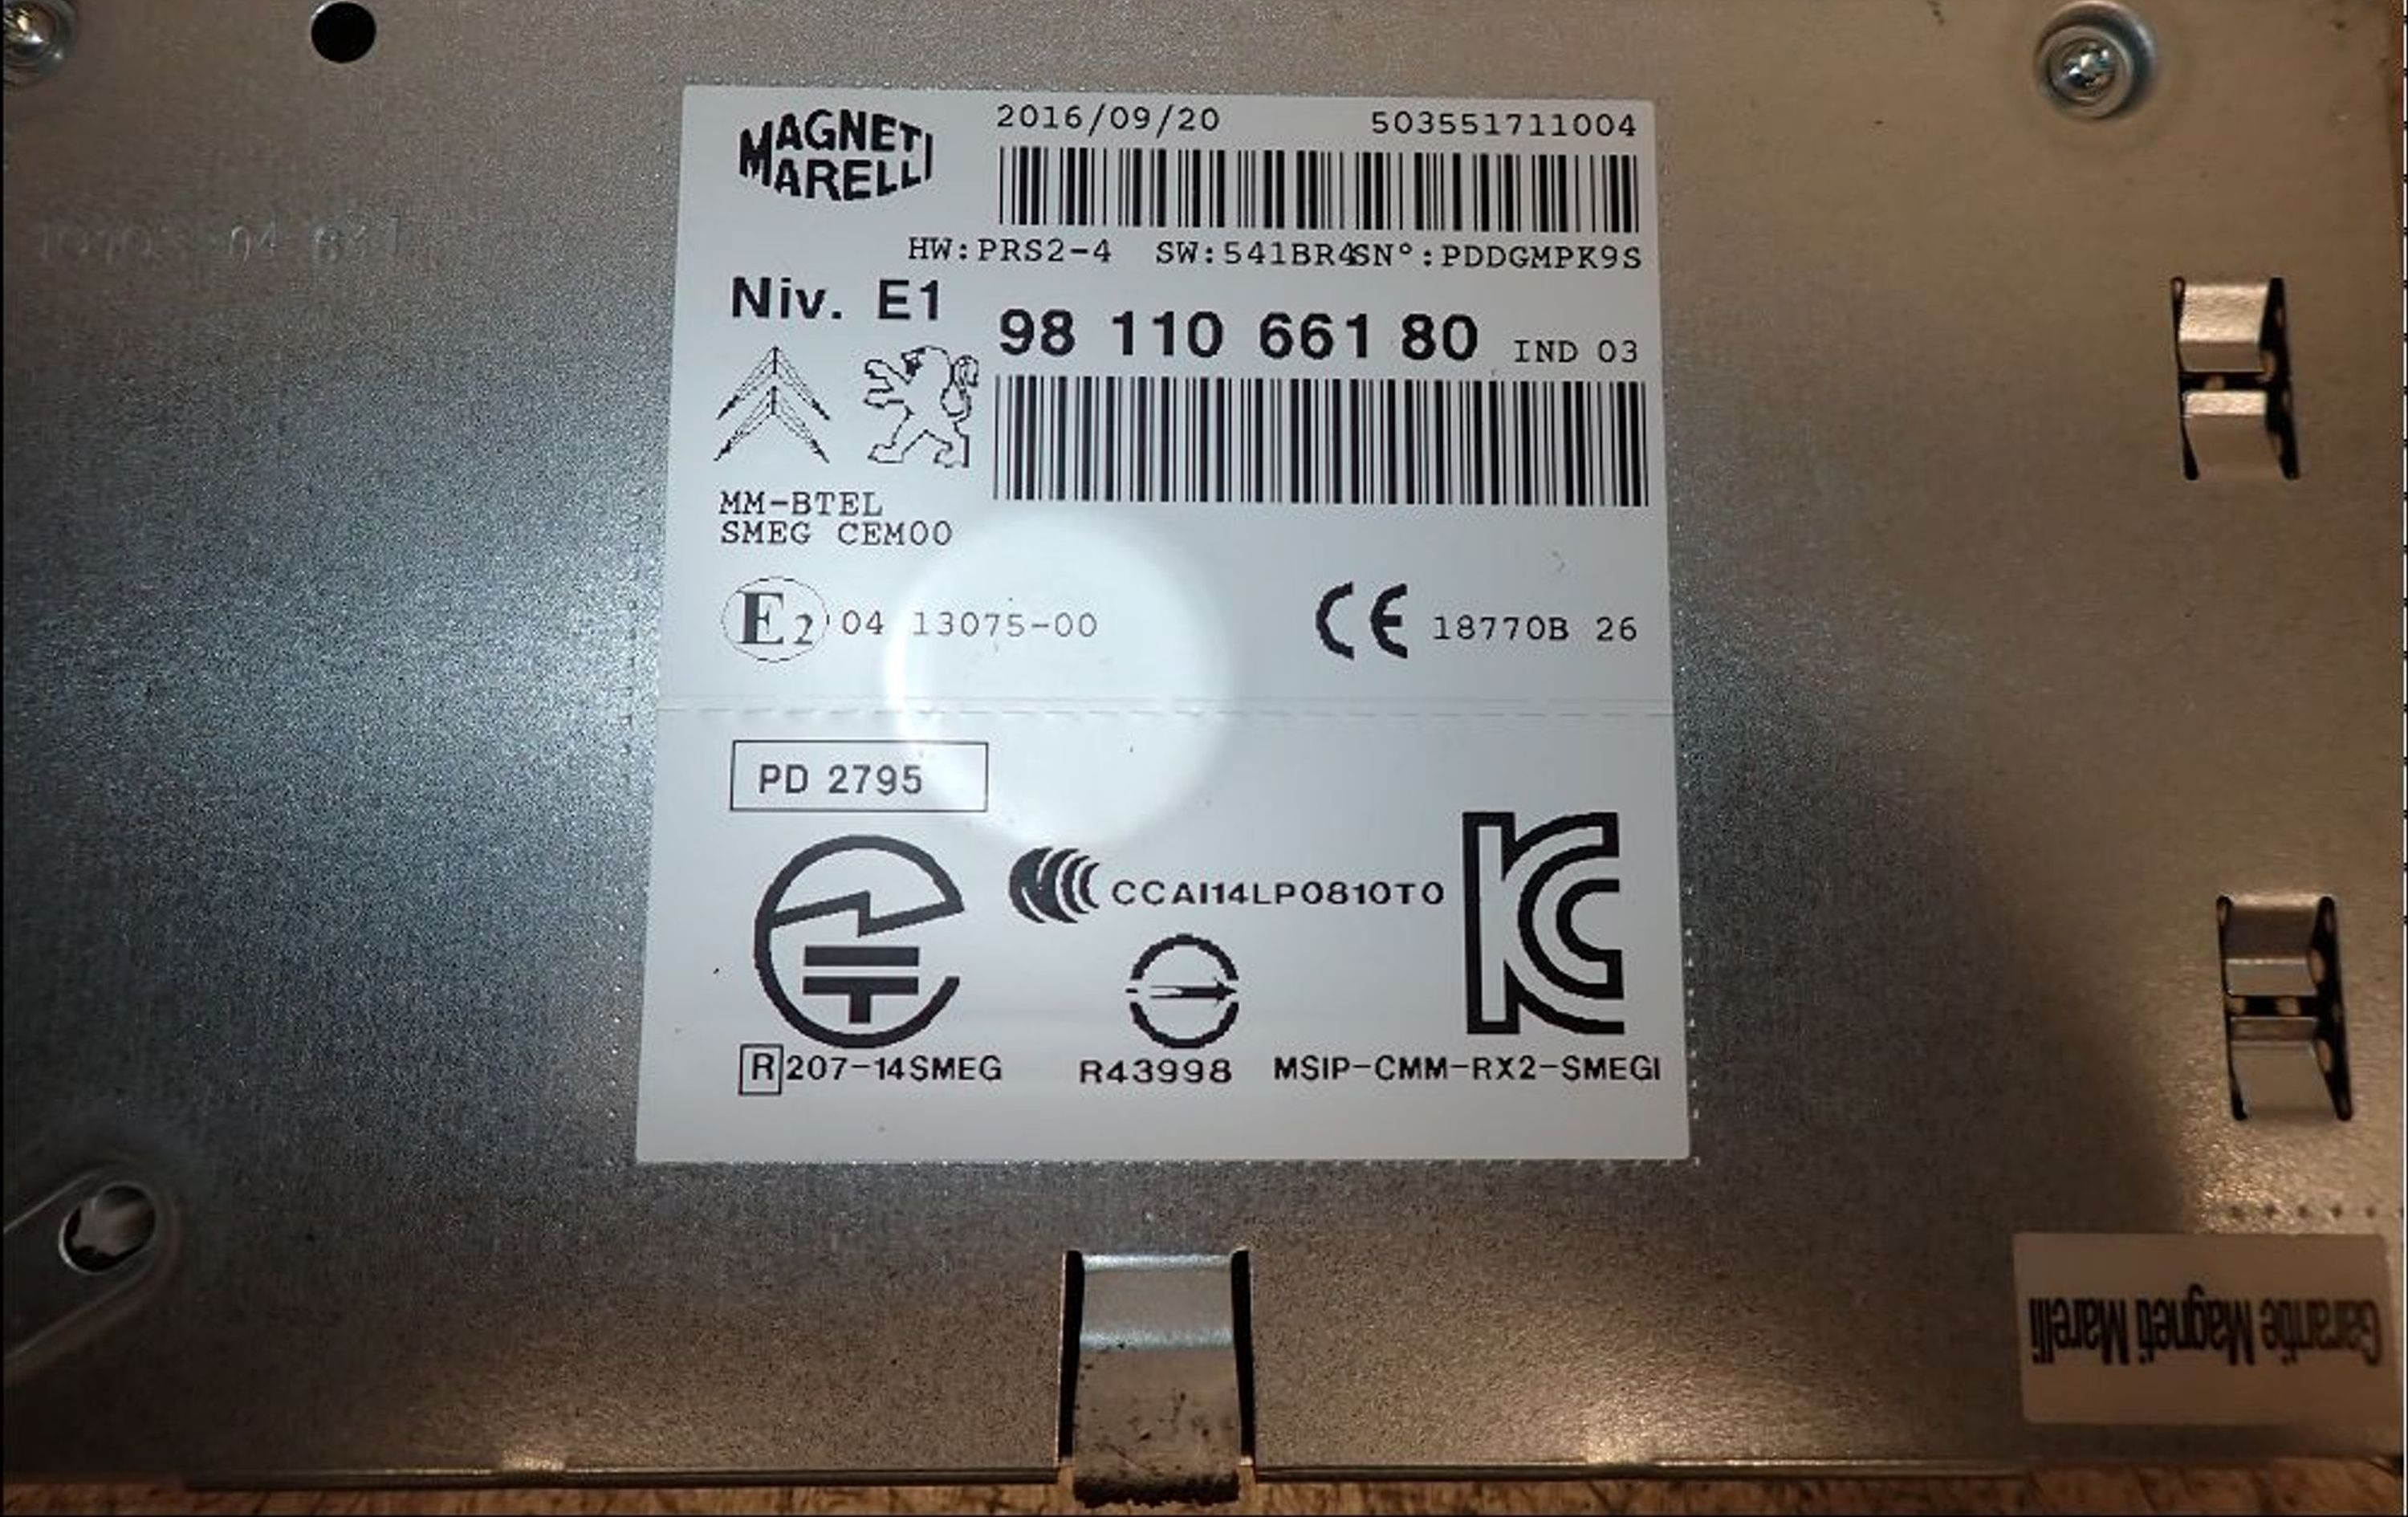 MAGNETI
MARELLI
2016/09/20 503551711004
HW:PRS2-4 SW:541BR4SN°:PDDGMPK9S
Niv. E1
98 110 661 80 IND 03
MM-BTEL
SMEG CEM00
E2 04 13075-00
CE 18770B 26
PD 2795
CCAI14LP0810T0
R 207-14SMEG
R43998
MSIP-CMM-RX2-SMEGI
Garantie Magneti Marelli